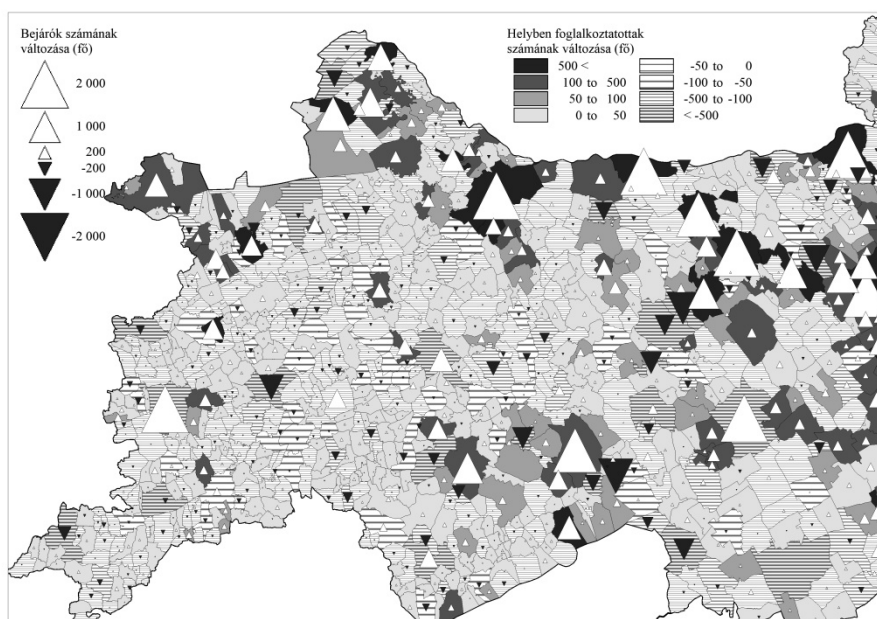 Bejárók számának
változása (fő)
2 000
1 000
200
-200
-1 000
-2 000
Helyben foglalkoztatottak
számának változása (fő)
500 <
100 to 500
50 to 100
0 to 50
-50 to 0
-100 to -50
-500 to -100
< -500